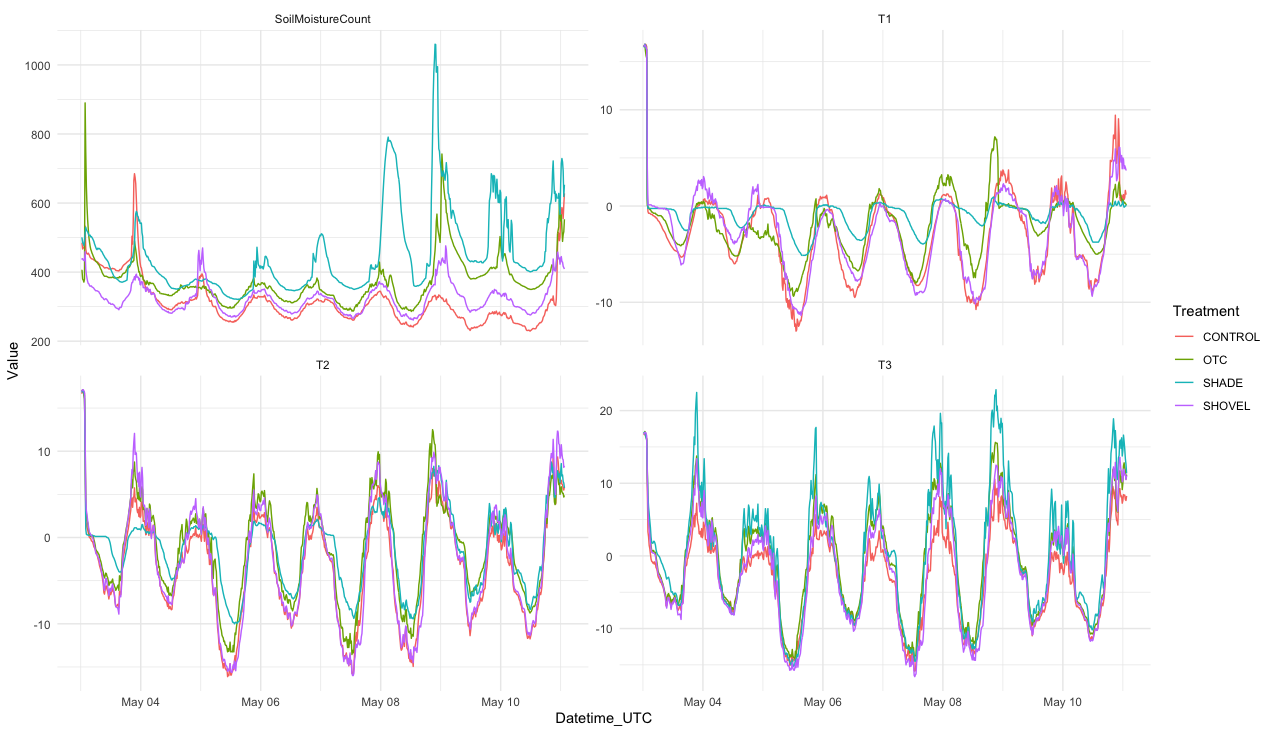 SoilMoistureCount
T1
1000
800
600
400
200
10
0
-10
T2
T3
10
0
-10
20
10
0
-10
May 04
May 06
May 08
May 10
May 04
May 06
May 08
May 10
Value
Datetime_UTC
Treatment
CONTROL
OTC
SHADE
SHOVEL